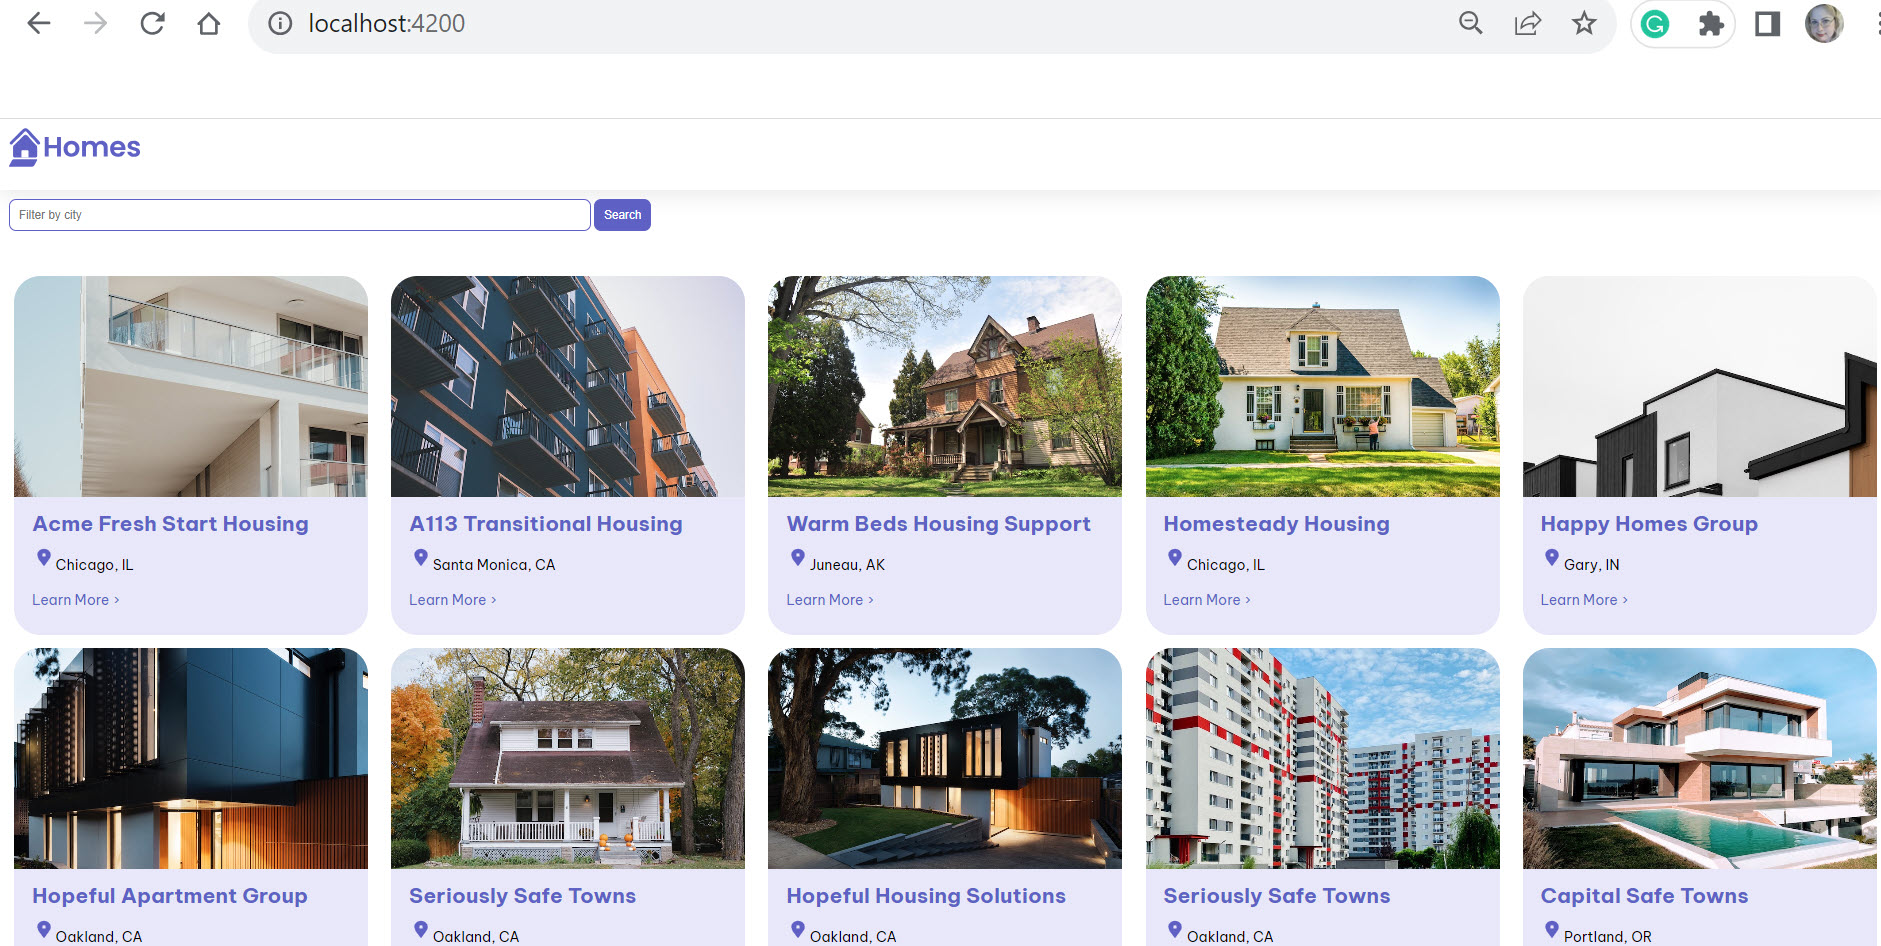 localhost:4200
Homes
Filter by city
Search
Acme Fresh Start Housing
Chicago, IL
Learn More >
A113 Transitional Housing
Santa Monica, CA
Learn More >
Warm Beds Housing Support
Juneau, AK
Learn More >
Homesteady Housing
Chicago, IL
Learn More >
Happy Homes Group
Gary, IN
Learn More >
Hopeful Apartment Group
Oakland, CA
Seriously Safe Towns
Oakland, CA
Hopeful Housing Solutions
Oakland, CA
Seriously Safe Towns
Oakland, CA
Capital Safe Towns
Portland, OR